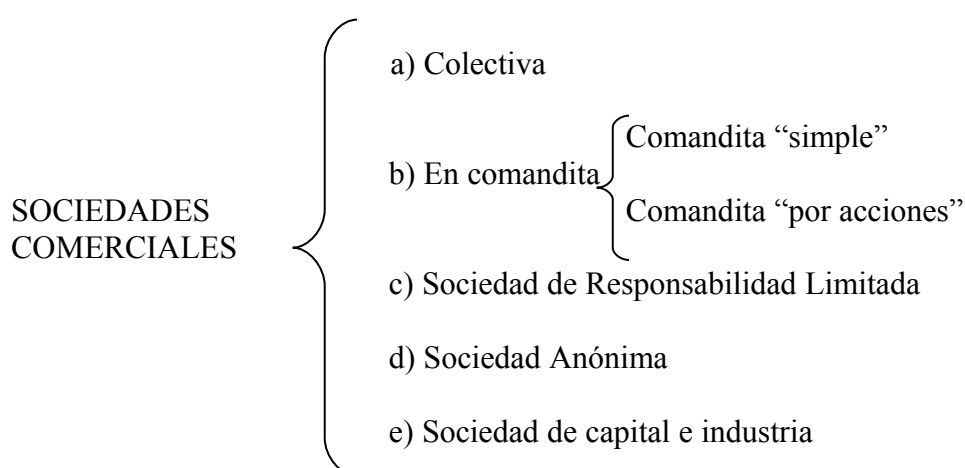 SOCIEDADES
COMERCIALES
a) Colectiva
b) En comandita
Comandita “simple”
Comandita “por acciones”
c) Sociedad de Responsabilidad Limitada
d) Sociedad Anónima
e) Sociedad de capital e industria